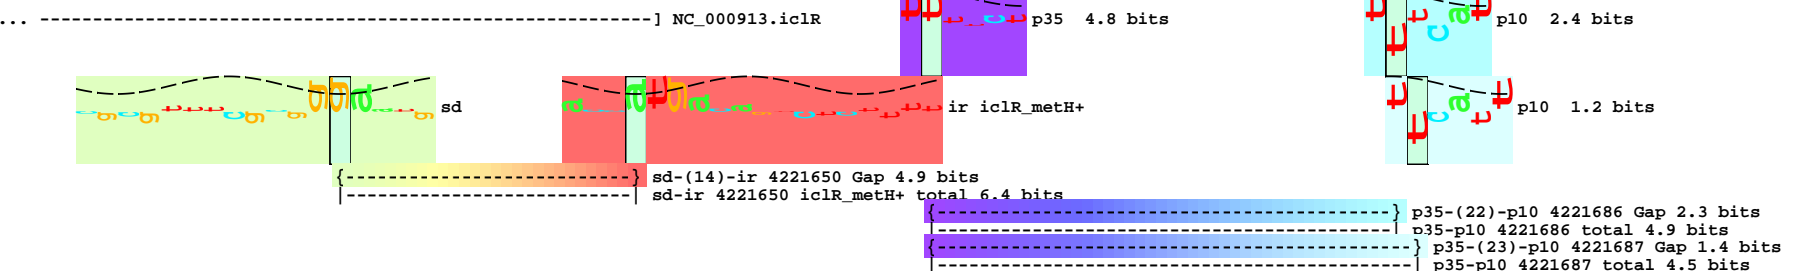 ... ------------------------------------------------------------] NC_000913.iclR
p35 4.8 bits
p10 2.4 bits
sd
ir iclR_metH+
p10 1.2 bits
{---------------------------} sd-(14)-ir 4221650 Gap 4.9 bits
|---------------------------| sd-ir 4221650 iclR_metH+ total 6.4 bits
{-------------------------------------------} p35-(22)-p10 4221686 Gap 2.3 bits
|-------------------------------------------| p35-p10 4221686 total 4.9 bits
{---------------------------------------------} p35-(23)-p10 4221687 Gap 1.4 bits
|---------------------------------------------| p35-p10 4221687 total 4.5 bits